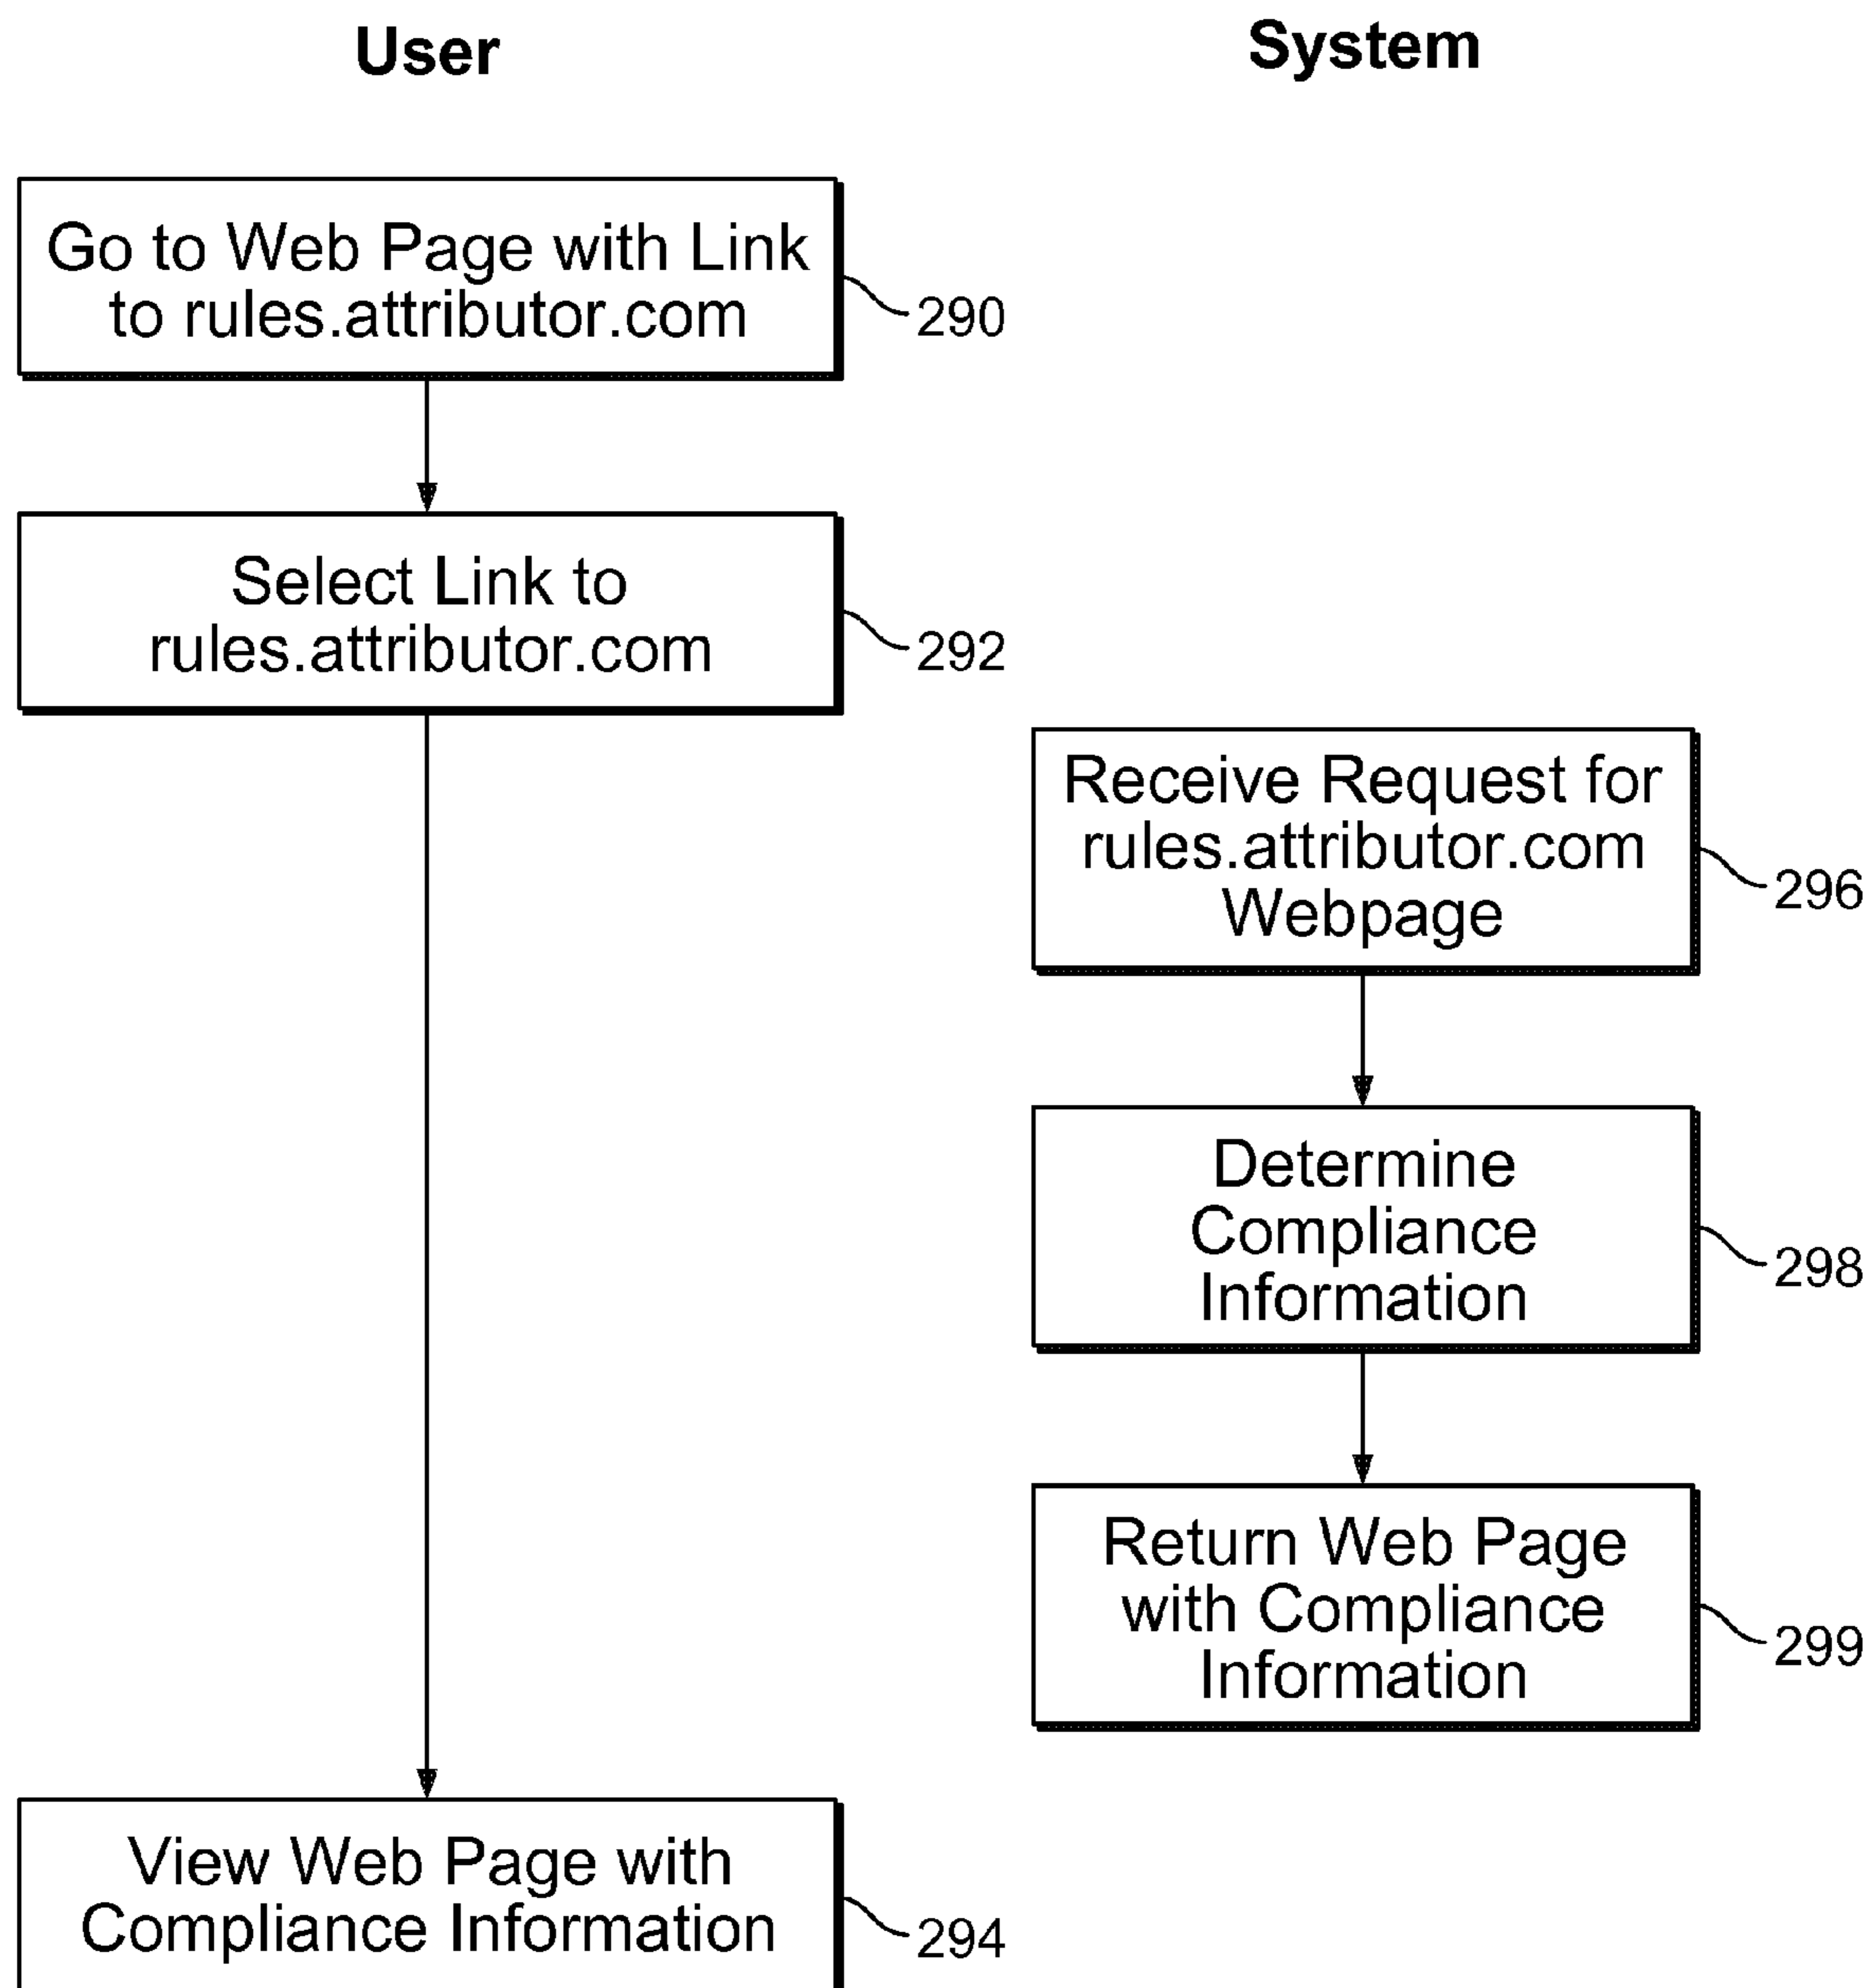 User
System
Go to Web Page with Link
to rules.attributor.com
290
Select Link to
rules.attributor.com
292
Receive Request for
rules.attributor.com
Webpage
296
Determine
Compliance
Information
298
Return Web Page
with Compliance
Information
299
View Web Page with
Compliance Information
294